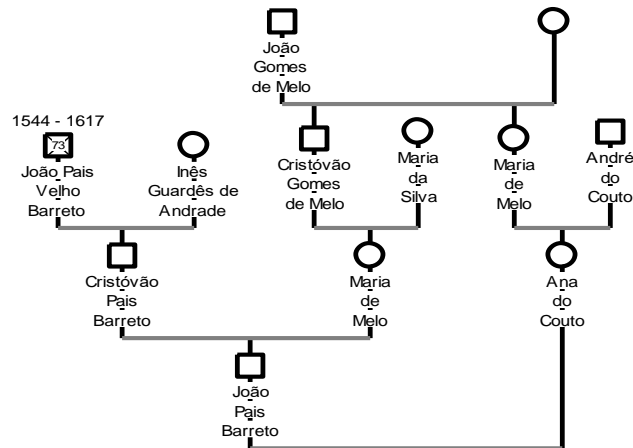 João
Gomes
de Melo
1544 - 1617
73
João Pais
Velho
Barreto
Inês
Guardês de
Andrade
Cristóvão
Gomes
de Melo
Maria
da
Silva
Maria
de
Melo
André
do
Couto
Cristóvão
Pais
Barreto
Maria
de
Melo
Ana
do
Couto
João
Pais
Barreto